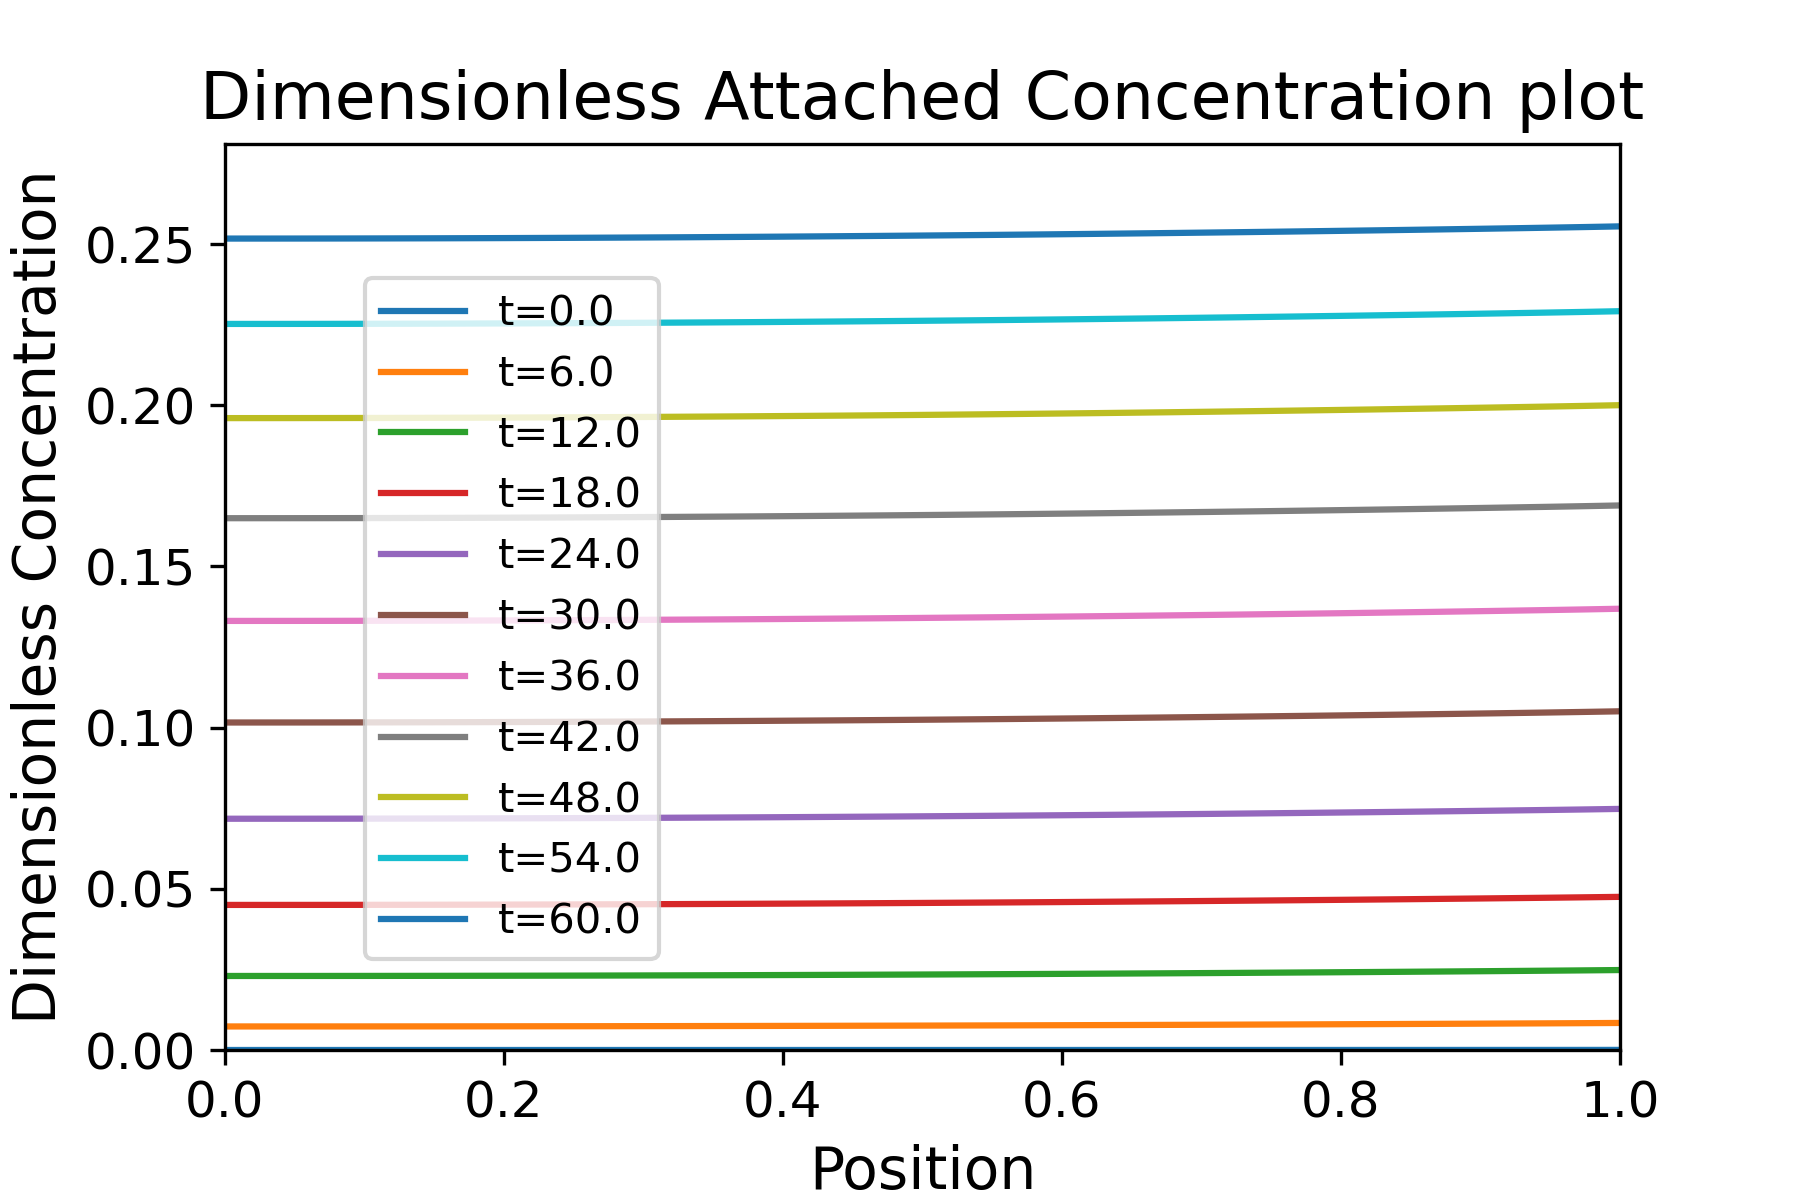 Dimensionless Attached Concentration plot
Dimensionless Concentration
0.25
0.20
0.15
0.10
0.05
0.00
t=0.0
t=6.0
t=12.0
t=18.0
t=24.0
t=30.0
t=36.0
t=42.0
t=48.0
t=54.0
t=60.0
0.0 0.2 0.4 0.6 0.8 1.0
Position